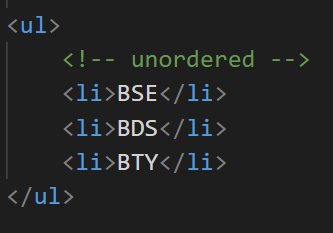 <ul>
    <!-- unordered -->
    <li>BSE</li>
    <li>BDS</li>
    <li>BTY</li>
</ul>